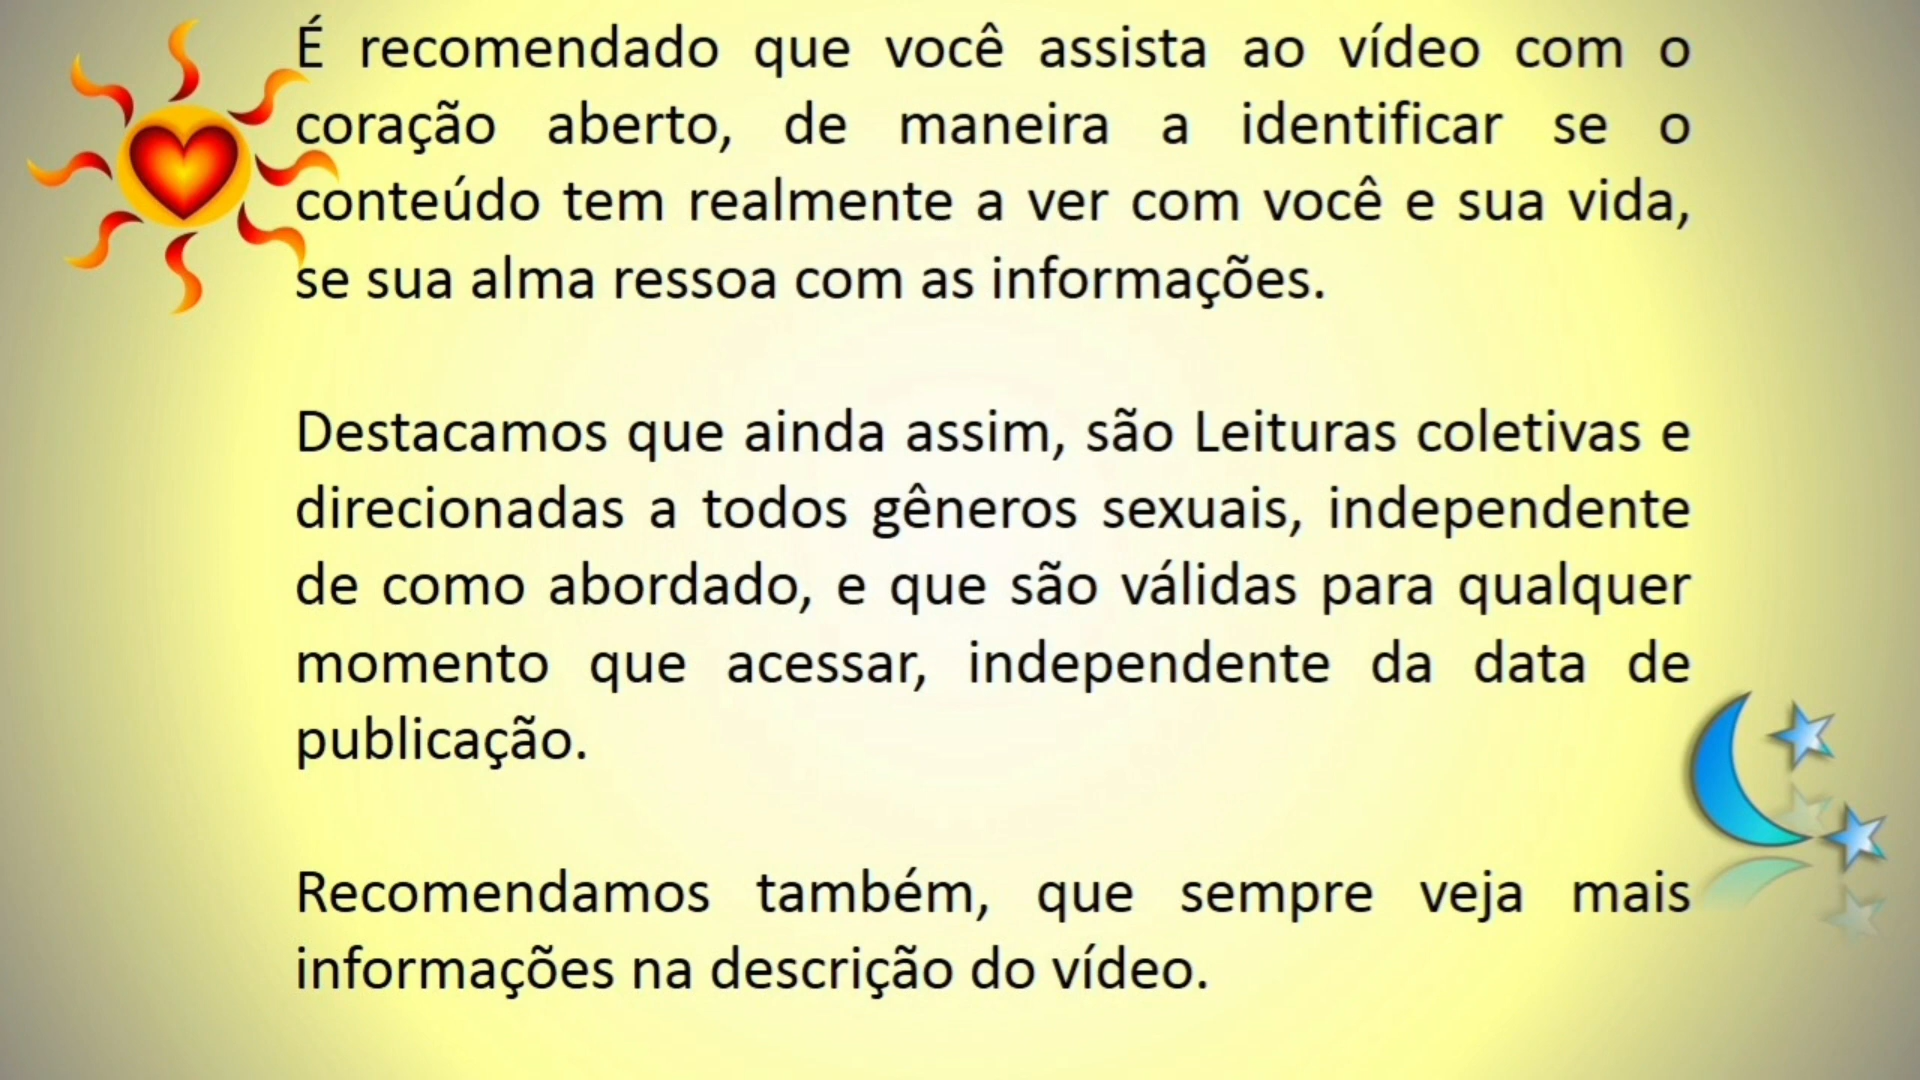 É recomendado que você assista ao vídeo com o
coração aberto, de maneira a identificar se o
conteúdo tem realmente a ver com você e sua vida,
se sua alma ressoa com as informações.
Destacamos que ainda assim, são Leituras coletivas e
direcionadas a todos gêneros sexuais, independente
de como abordado, e que são válidas para qualquer
momento que acessar, independente da data de
publicação.
Recomendamos também, que sempre veja mais
informações na descrição do vídeo.